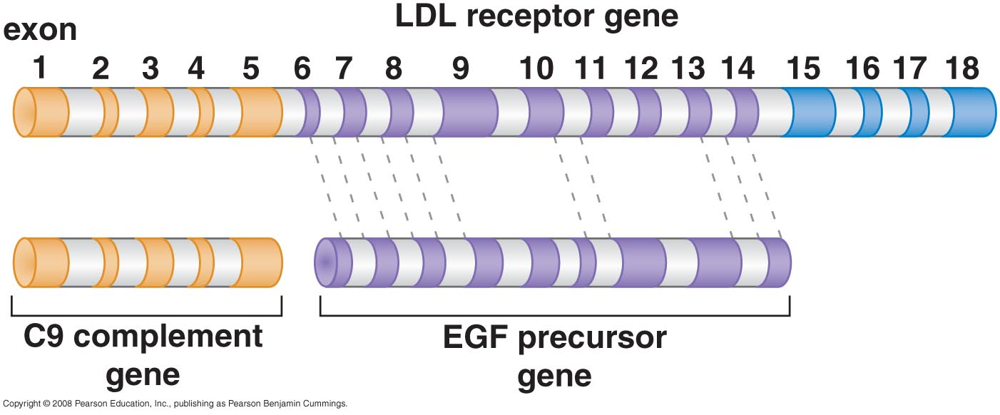 LDL receptor gene
exon
1 2 3 4 5 6 7 8 9 10 11 12 13 14 15 16 17 18
C9 complement
gene
EGF precursor
gene
Copyright © 2008 Pearson Education, Inc., publishing as Pearson Benjamin Cummings.